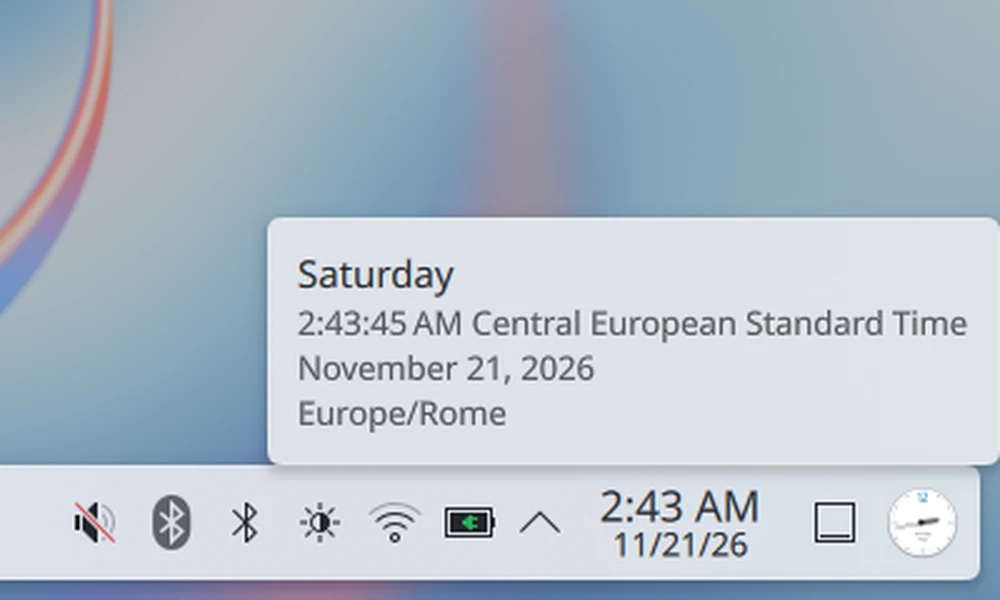 Saturday
2:43:45 AM Central European Standard Time
November 21, 2026
Europe/Rome
2:43 AM
11/21/26
12